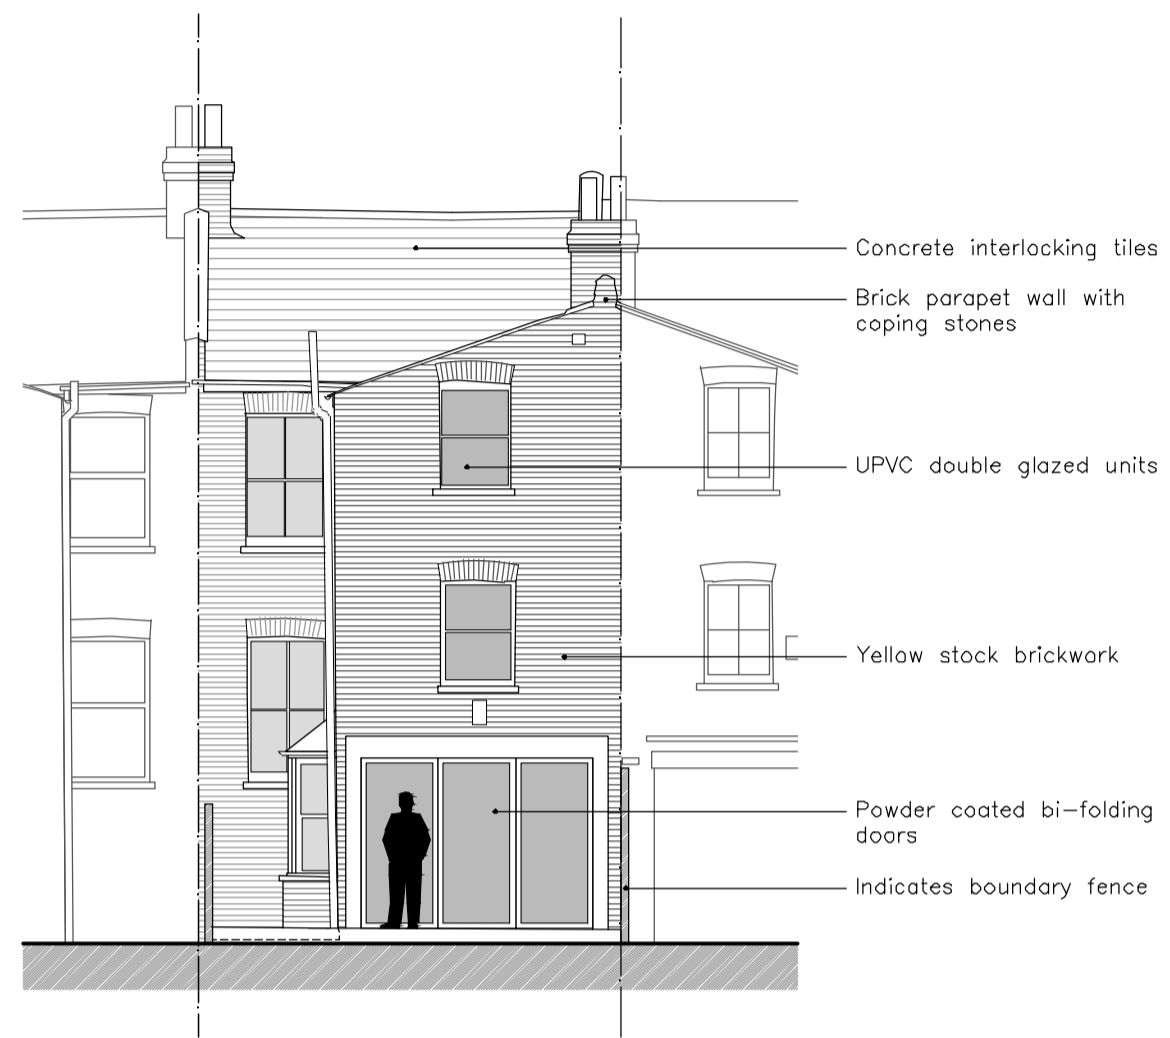 Concrete interlocking tiles
Brick parapet wall with
coping stones
UPVC double glazed units
Yellow stock brickwork
Powder coated bi-folding
doors
Indicates boundary fence